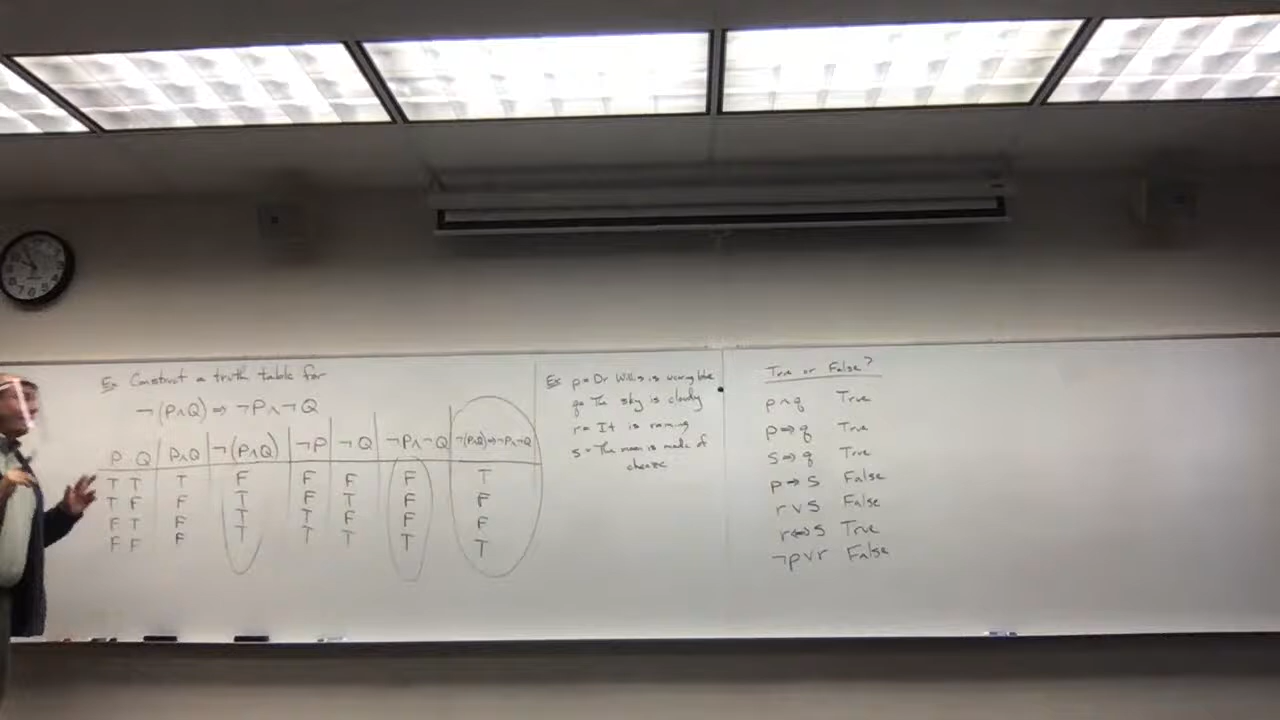 Ex Construct a truth table for
¬(P∧Q) ⇒ ¬P∧¬Q
P Q P∧Q ¬(P∧Q) ¬P ¬Q ¬P∧¬Q ¬(P∧Q)⇒¬P∧¬Q
T T T F F F F T
T F F T F T F F
F T F T T F F F
F F F T T T T T
Ex p = Dr Willis is wearing blue
q = The sky is cloudy
r = It is raining
s = The moon is made of
cheese
True or False?
p∧q True
p⇒q True
s⇒q True
p⇒s False
r∨s False
r⇔s True
¬p∨r False